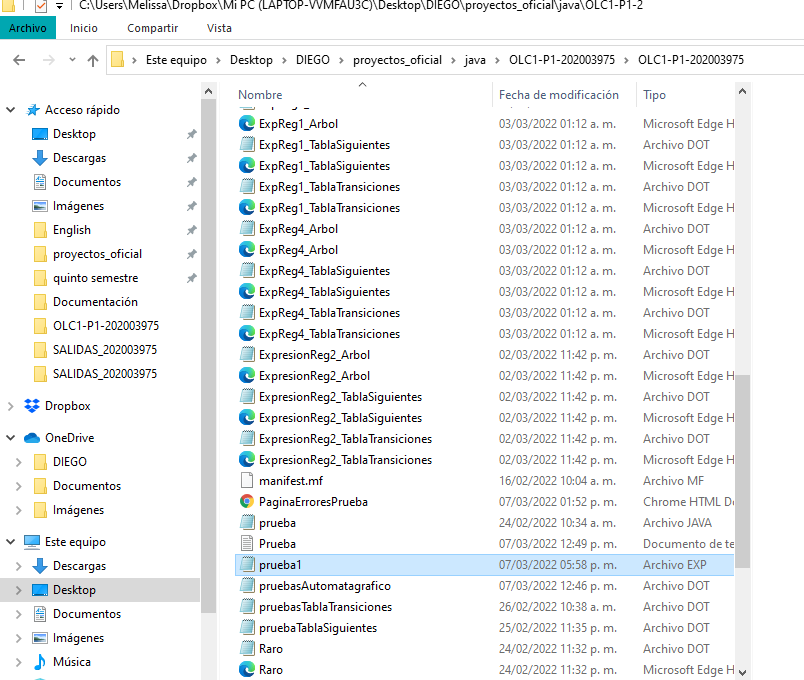 C:\Users\Melissa\Dropbox\Mi PC (LAPTOP-VVMFAU3C)\Desktop\DIEGO\proyectos_oficial\java\OLC1-P1-2
Archivo Inicio Compartir Vista
Este equipo > Desktop > DIEGO > proyectos_oficial > java > OLC1-P1-202003975 > OLC1-P1-202003975
Acceso rápido
Desktop
Descargas
Documentos
Imágenes
English
proyectos_oficial
quinto semestre
Documentación
OLC1-P1-202003975
SALIDAS_202003975
SALIDAS_202003975
Dropbox
OneDrive
DIEGO
Documentos
Imágenes
Este equipo
Descargas
Desktop
Documentos
Imágenes
Música
Nombre Fecha de modificación Tipo
ExpReg1_Arbol 03/03/2022 01:12 a. m. Microsoft Edge H
ExpReg1_TablaSiguientes 03/03/2022 01:12 a. m. Archivo DOT
ExpReg1_TablaSiguientes 03/03/2022 01:12 a. m. Microsoft Edge H
ExpReg1_TablaTransiciones 03/03/2022 01:12 a. m. Archivo DOT
ExpReg1_TablaTransiciones 03/03/2022 01:12 a. m. Microsoft Edge H
ExpReg4_Arbol 03/03/2022 01:12 a. m. Archivo DOT
ExpReg4_Arbol 03/03/2022 01:12 a. m. Microsoft Edge H
ExpReg4_TablaSiguientes 03/03/2022 01:12 a. m. Archivo DOT
ExpReg4_TablaSiguientes 03/03/2022 01:12 a. m. Microsoft Edge H
ExpReg4_TablaTransiciones 03/03/2022 01:12 a. m. Archivo DOT
ExpReg4_TablaTransiciones 03/03/2022 01:12 a. m. Microsoft Edge H
ExpresionReg2_Arbol 02/03/2022 11:42 p. m. Archivo DOT
ExpresionReg2_Arbol 02/03/2022 11:42 p. m. Microsoft Edge H
ExpresionReg2_TablaSiguientes 02/03/2022 11:42 p. m. Archivo DOT
ExpresionReg2_TablaSiguientes 02/03/2022 11:42 p. m. Microsoft Edge H
ExpresionReg2_TablaTransiciones 02/03/2022 11:42 p. m. Archivo DOT
ExpresionReg2_TablaTransiciones 02/03/2022 11:42 p. m. Microsoft Edge H
manifest.mf 16/02/2022 10:04 a. m. Archivo MF
PaginaErroresPrueba 07/03/2022 01:52 p. m. Chrome HTML Do
prueba 24/02/2022 10:34 a. m. Archivo JAVA
Prueba 07/03/2022 12:49 p. m. Documento de te
prueba1 07/03/2022 05:58 p. m. Archivo EXP
pruebasAutomatagrafico 07/03/2022 12:46 p. m. Archivo DOT
pruebasTablaTransiciones 26/02/2022 10:38 a. m. Archivo DOT
pruebaTablaSiguientes 25/02/2022 11:35 p. m. Archivo DOT
Raro 24/02/2022 11:32 p. m. Archivo DOT
Raro 24/02/2022 11:32 p. m. Microsoft Edge H